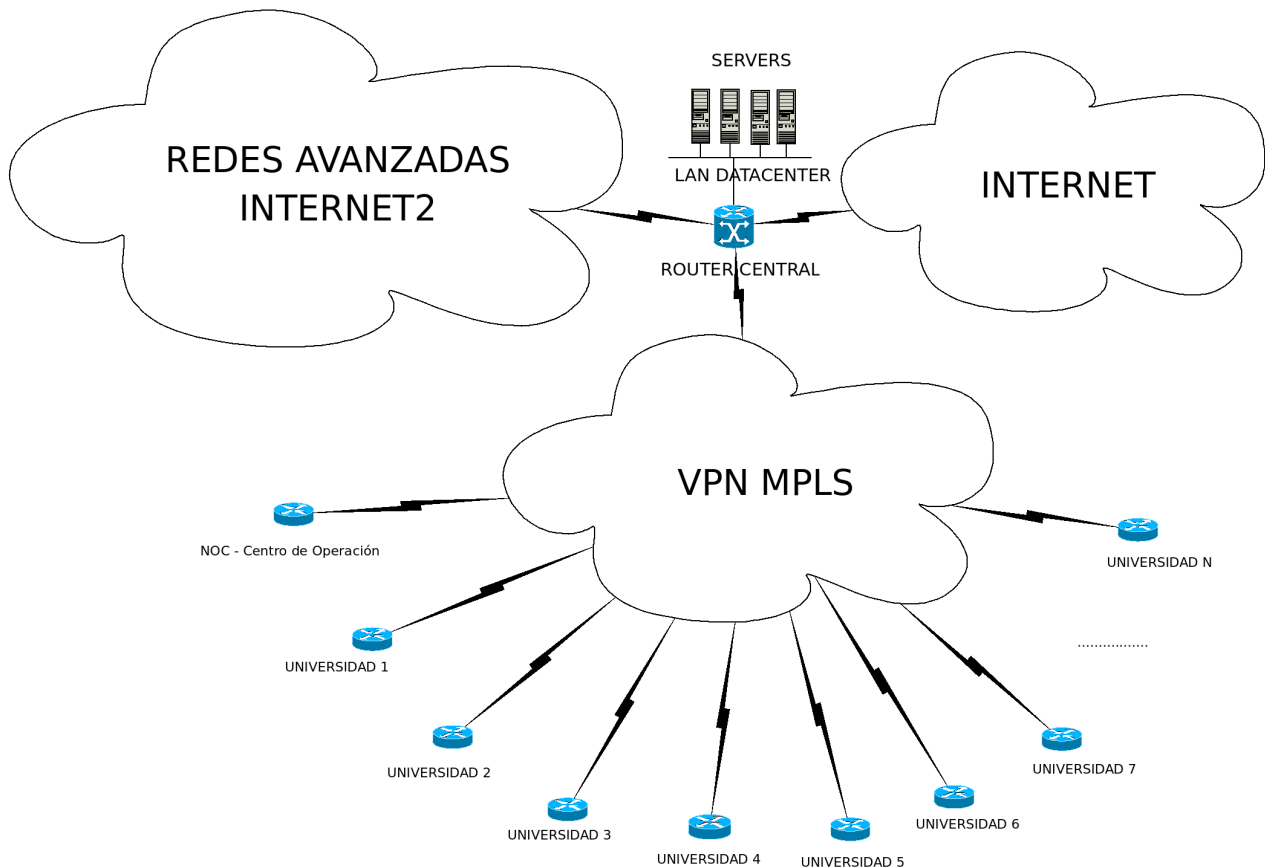 SERVERS
REDES AVANZADAS
INTERNET2
LAN DATACENTER
INTERNET
ROUTER CENTRAL
VPN MPLS
NOC - Centro de Operación
UNIVERSIDAD N
UNIVERSIDAD 1
.................
UNIVERSIDAD 2
UNIVERSIDAD 7
UNIVERSIDAD 3
UNIVERSIDAD 6
UNIVERSIDAD 4
UNIVERSIDAD 5